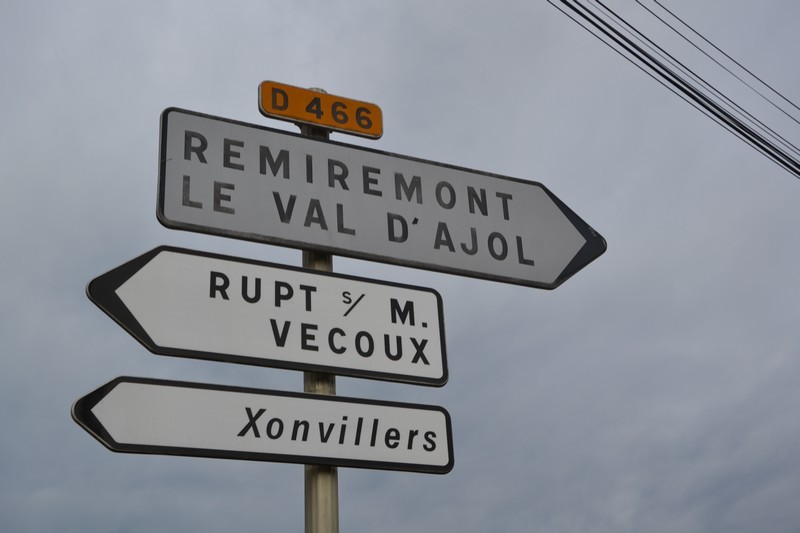 D 466
REMIREMONT
LE VAL D'AJOL
RUPT s/ M.
VECOUX
Xonvillers